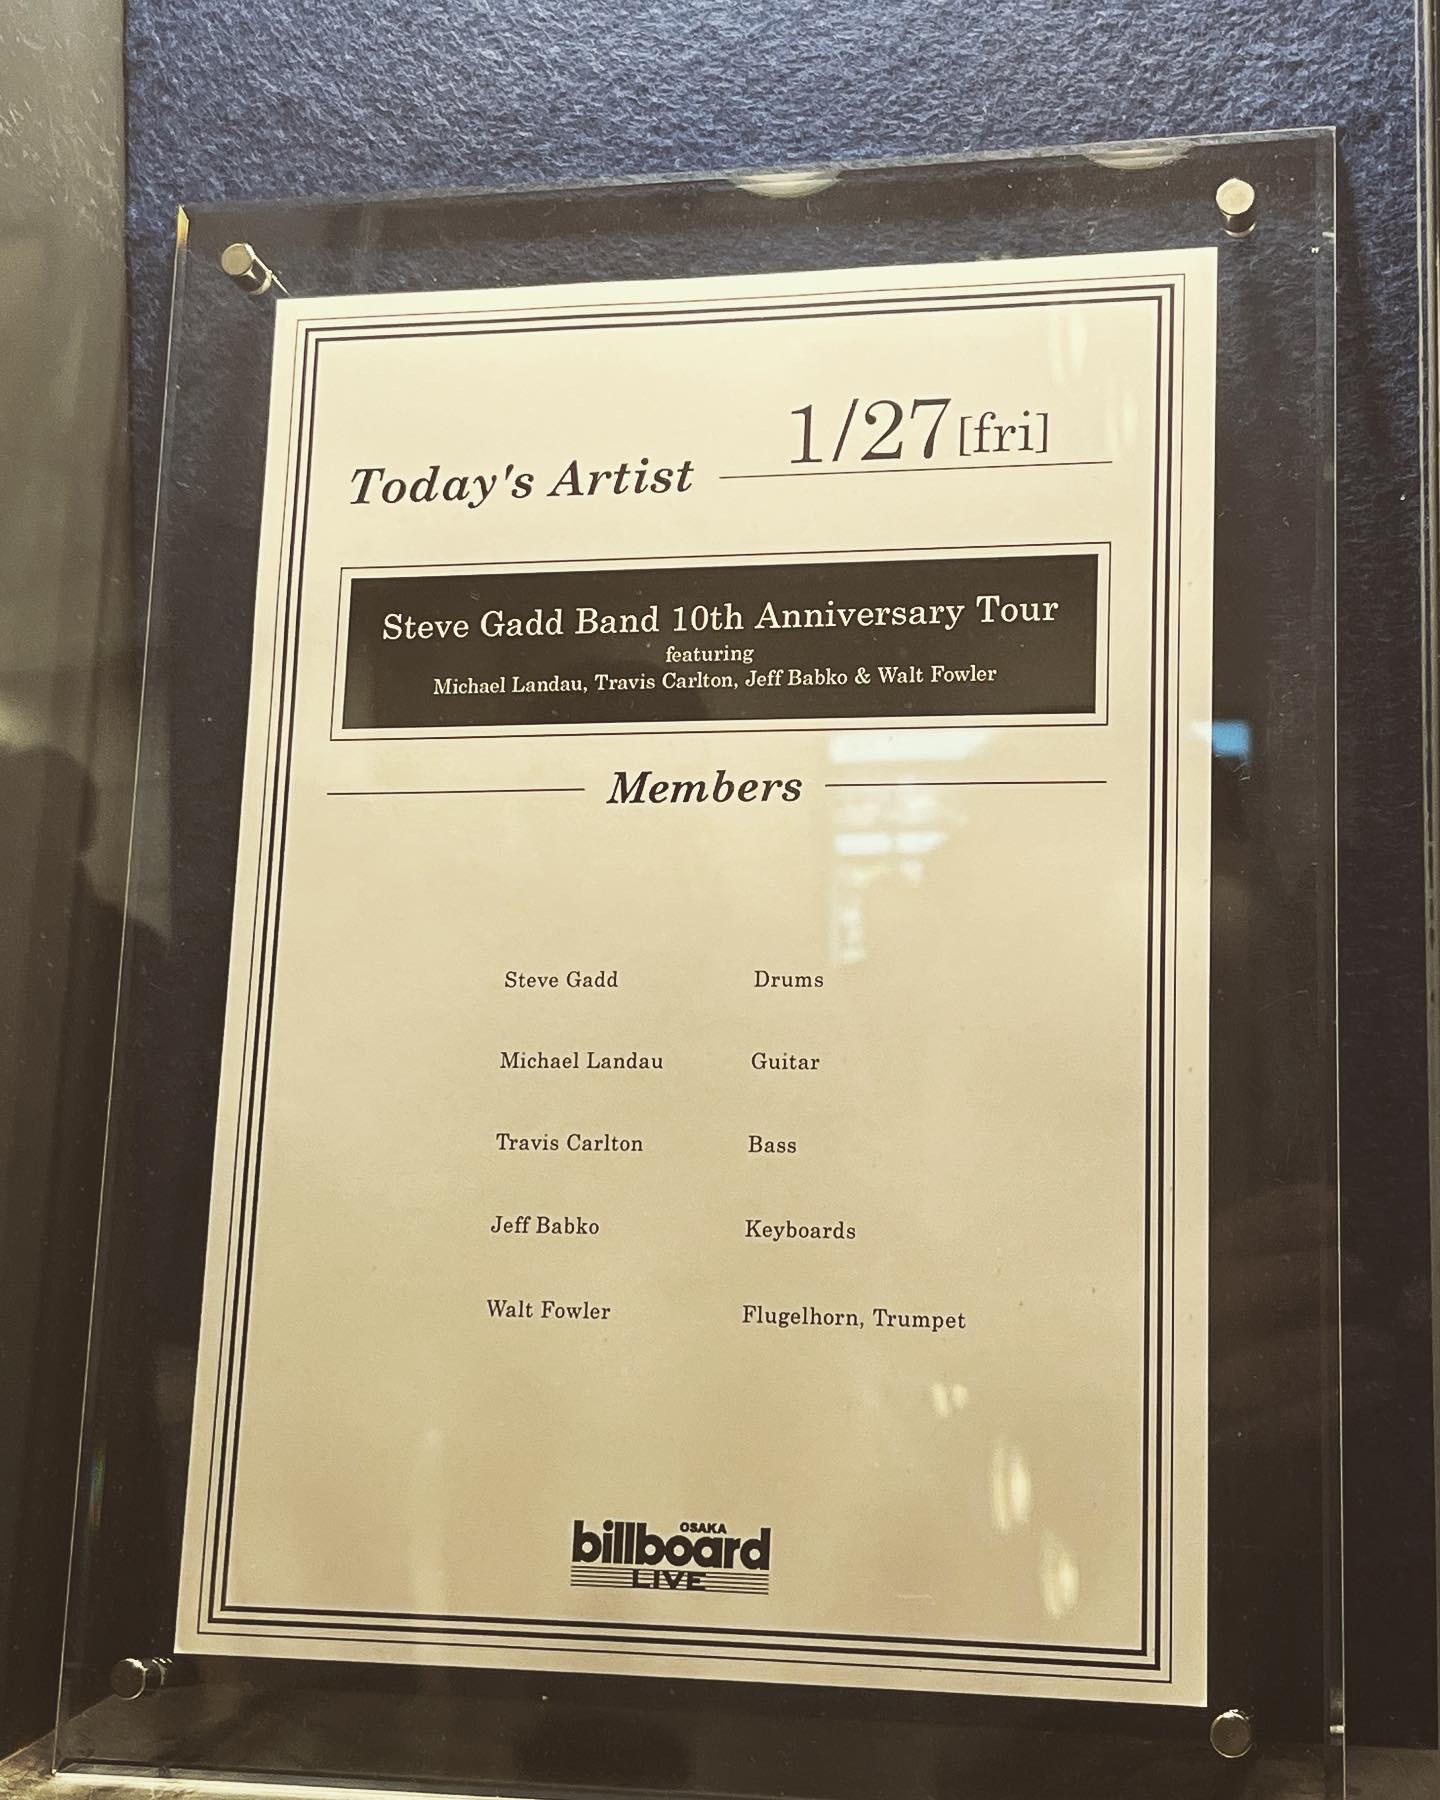 1/27[fri]
Today's Artist
Steve Gadd Band 10th Anniversary Tour
featuring
Michael Landau, Travis Carlton, Jeff Babko & Walt Fowler
Members
Steve Gadd Drums
Michael Landau Guitar
Travis Carlton Bass
Jeff Babko Keyboards
Walt Fowler Flugelhorn, Trumpet
OSAKA
billboard
LIVE